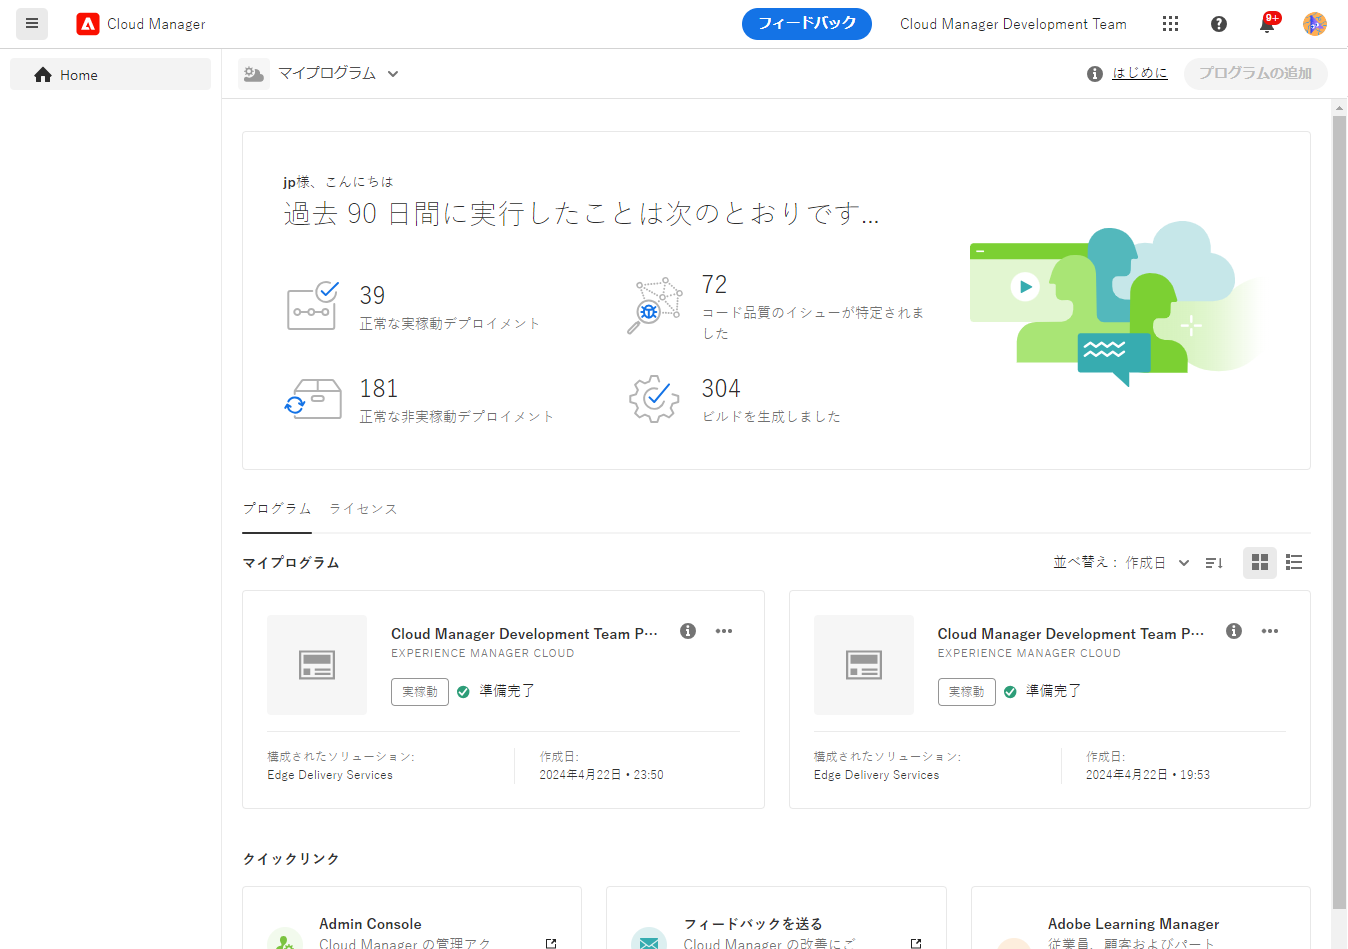 Cloud Manager
フィードバック
Cloud Manager Development Team
9+
Home
マイプログラム
はじめに
プログラムの追加
jp様、こんにちは
過去 90 日間に実行したことは次のとおりです...
39
正常な実稼動デプロイメント
72
コード品質のイシューが特定されま
した
181
正常な非実稼動デプロイメント
304
ビルドを生成しました
プログラム
ライセンス
マイプログラム
並べ替え： 作成日
Cloud Manager Development Team P…
EXPERIENCE MANAGER CLOUD
実稼動
準備完了
構成されたソリューション:
Edge Delivery Services
作成日:
2024年4月22日 • 23:50
Cloud Manager Development Team P…
EXPERIENCE MANAGER CLOUD
実稼動
準備完了
構成されたソリューション:
Edge Delivery Services
作成日:
2024年4月22日 • 19:53
クイックリンク
Admin Console
Cloud Manager の管理アク
フィードバックを送る
Cloud Manager の改善にご
Adobe Learning Manager
従業員、顧客およびパート